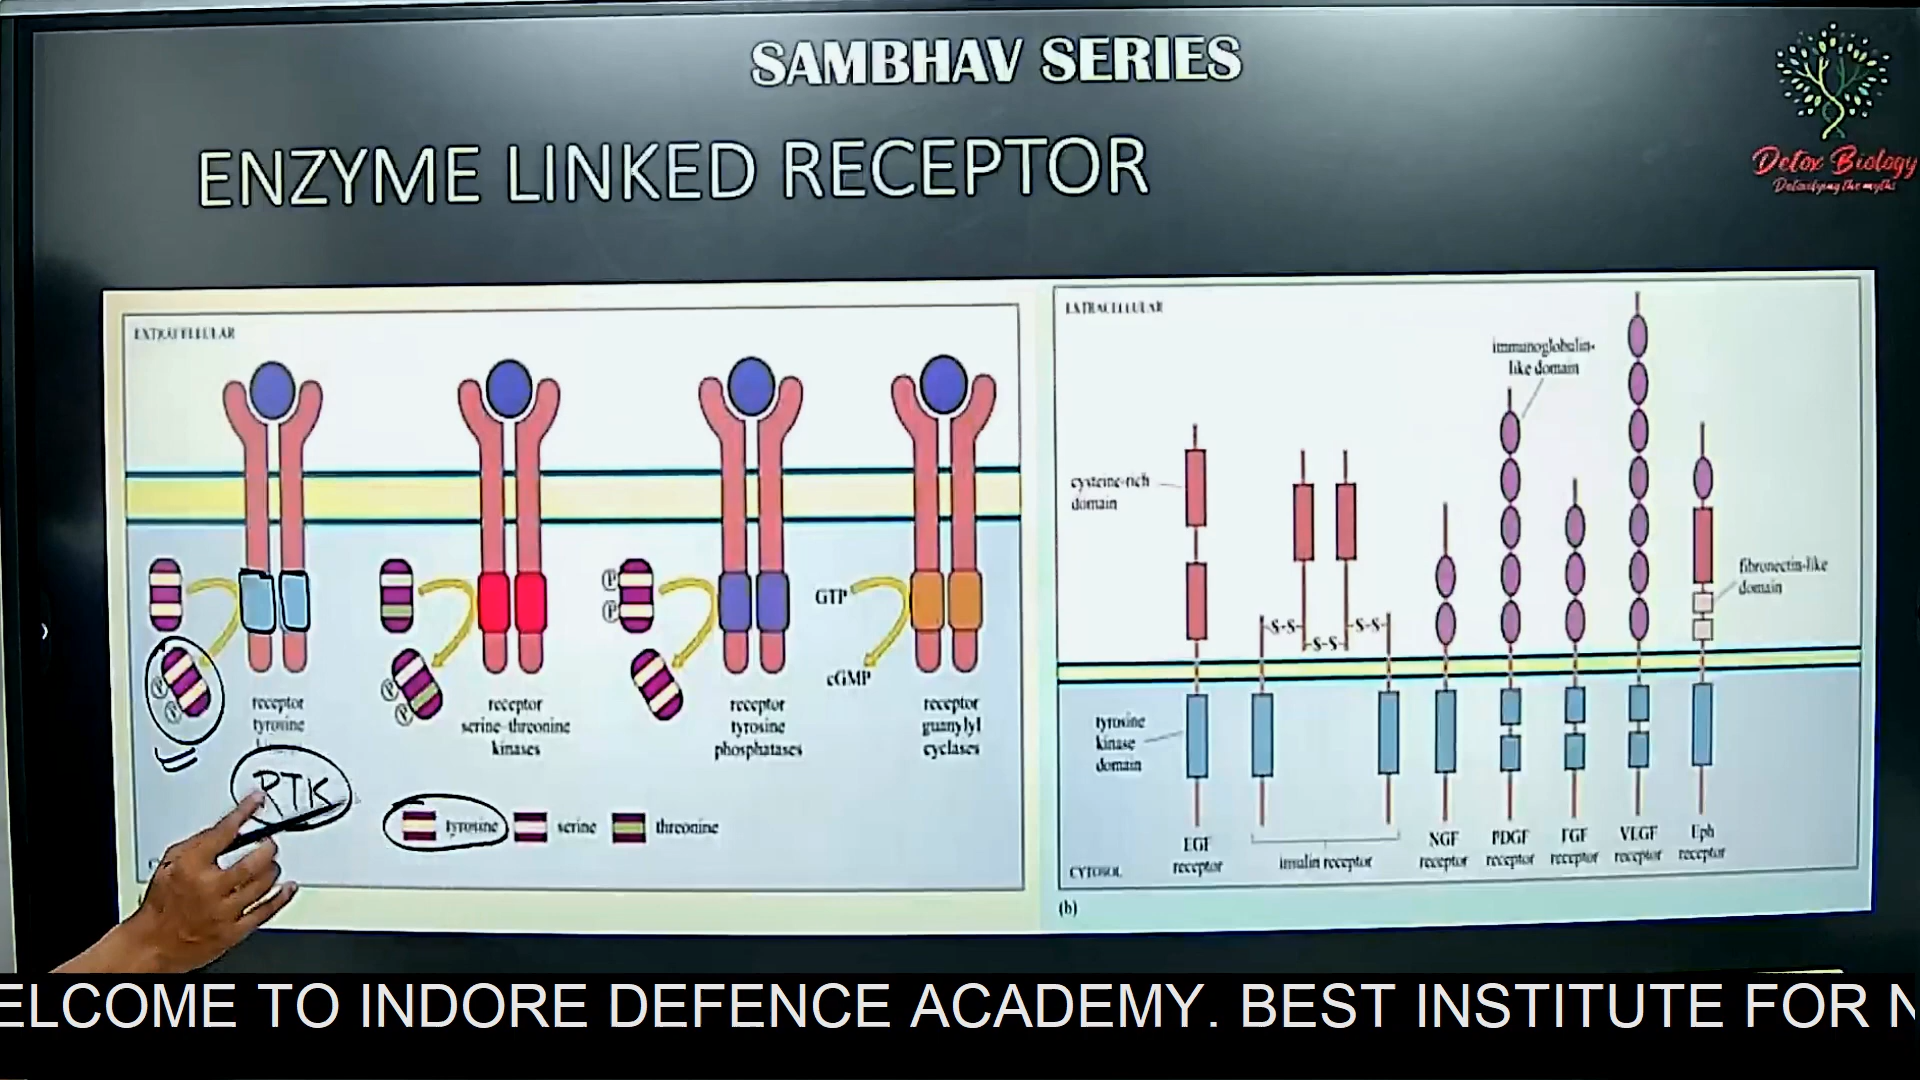 SAMBHAV SERIES
Detox Biology
Detoxifying the myths
ENZYME LINKED RECEPTOR
EXTRACELLULAR
P
P
P
P
P
P
GTP
cGMP
receptor
tyrosine
receptor
serine-threonine
kinases
receptor
tyrosine
phosphatases
receptor
guanylyl
cyclases
RTK
tyrosine
serine
threonine
EXTRACELLULAR
immunoglobulin-
like domain
cysteine-rich
domain
fibronectin-like
domain
S-S
S-S
S-S
tyrosine
kinase
domain
EGF
receptor
insulin receptor
NGF
receptor
PDGF
receptor
FGF
receptor
VEGF
receptor
Eph
receptor
CYTOSOL
(b)
ELCOME TO INDORE DEFENCE ACADEMY. BEST INSTITUTE FOR N